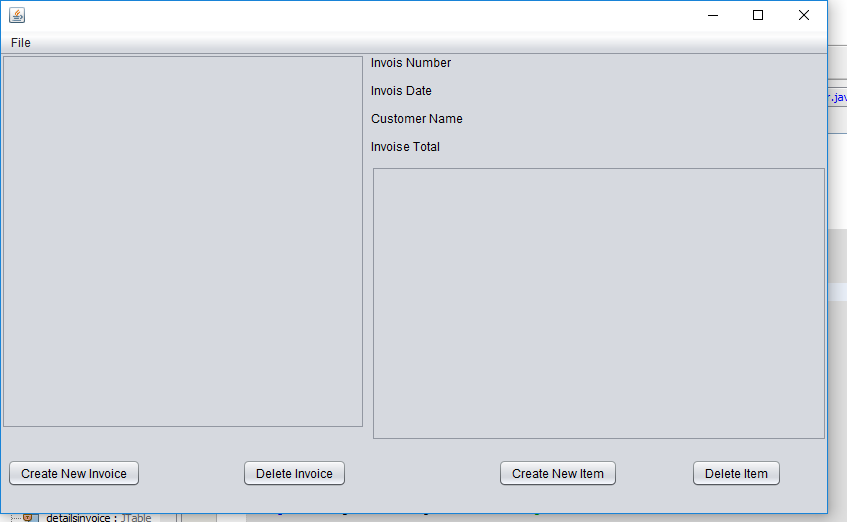 File
Invois Number
Invois Date
Customer Name
Invoise Total
Create New Invoice
Delete Invoice
Create New Item
Delete Item
r.jav
detailsinvoice : JTable